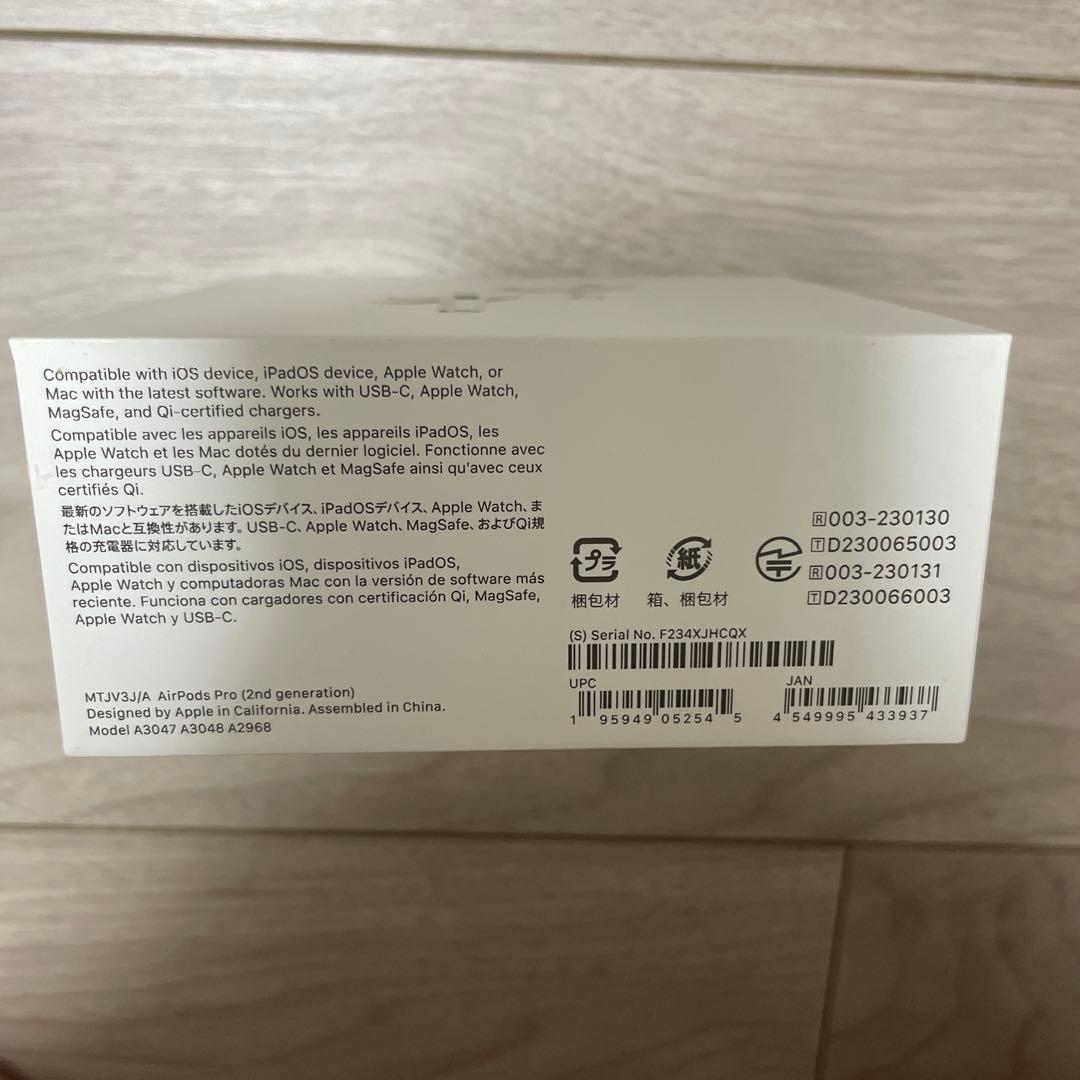 Compatible with iOS device, iPadOS device, Apple Watch, or
Mac with the latest software. Works with USB-C, Apple Watch,
MagSafe, and Qi-certified chargers.
Compatible avec les appareils iOS, les appareils iPadOS, les
Apple Watch et les Mac dotés du dernier logiciel. Fonctionne avec
les chargeurs USB-C, Apple Watch et MagSafe ainsi qu'avec ceux
certifiés Qi.
最新のソフトウェアを搭載したiOSデバイス、iPadOSデバイス、Apple Watch、ま
たはMacと互換性があります。USB-C、Apple Watch、MagSafe、およびQi規
格の充電器に対応しています。
Compatible con dispositivos iOS, dispositivos iPadOS,
Apple Watch y computadoras Mac con la versión de software más
reciente. Funciona con cargadores con certificación Qi, MagSafe,
Apple Watch y USB-C.
MTJV3J/A AirPods Pro (2nd generation)
Designed by Apple in California. Assembled in China.
Model A3047 A3048 A2968
プラ
梱包材
紙
箱、梱包材
R 003-230130
T D230065003
R 003-230131
T D230066003
(S) Serial No. F234XJHCQX
UPC
1 95949 05254 5
JAN
4 549995 433937